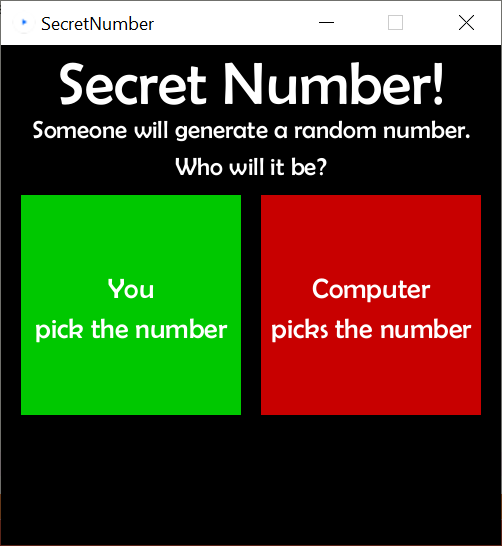 SecretNumber
Secret Number!
Someone will generate a random number.
Who will it be?
You
pick the number
Computer
picks the number